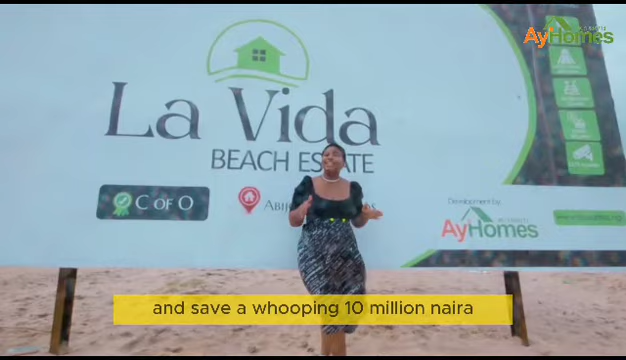 AyHomes
La Vida
BEACH ESTATE
C OF O
Development by,
AyHomes
and save a whooping 10 million naira